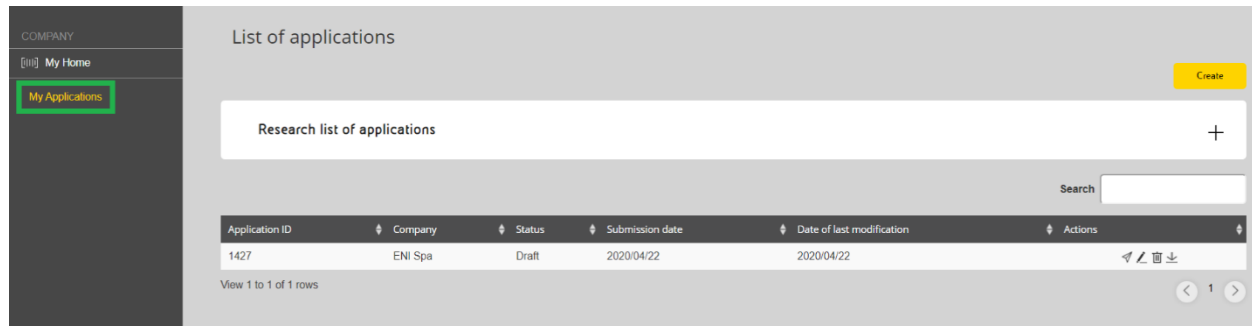 COMPANY
My Home
My Applications
List of applications
Create
Research list of applications
Search
Application ID Company Status Submission date Date of last modification Actions
1427 ENI Spa Draft 2020/04/22 2020/04/22
View 1 to 1 of 1 rows
1